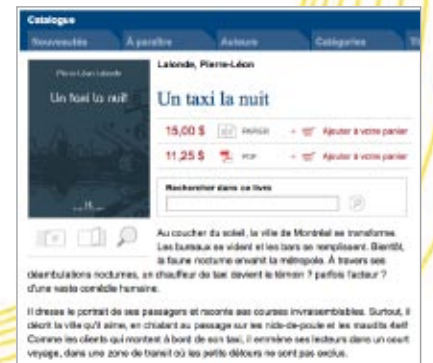 Catalogue
Nouveautés À paraître Auteurs Catégories
Pierre-Léon Lalonde
Un taxi la nuit
Lalonde, Pierre-Léon
Un taxi la nuit
15,00 $ PAPIER + Ajouter à votre panier
11,25 $ PDF + Ajouter à votre panier
Rechercher dans ce livre
Au coucher du soleil, la ville de Montréal se transforme.
Les bureaux se vident et les bars se remplissent. Bientôt,
la faune nocturne envahit la métropole. À travers ses
déambulations nocturnes, un chauffeur de taxi devient le témoin ? parfois l'acteur ?
d'une vaste comédie humaine.
Il dresse le portrait de ses passagers et raconte ses courses invraisemblables. Surtout, il
décrit la ville qu'il aime, en chialant au passage sur les nids-de-poule et les maudits
Comme les clients qui montent à bord de son taxi, il emmène ses lecteurs dans un court
voyage, dans une zone de transit où les petits détours ne sont pas exclus.